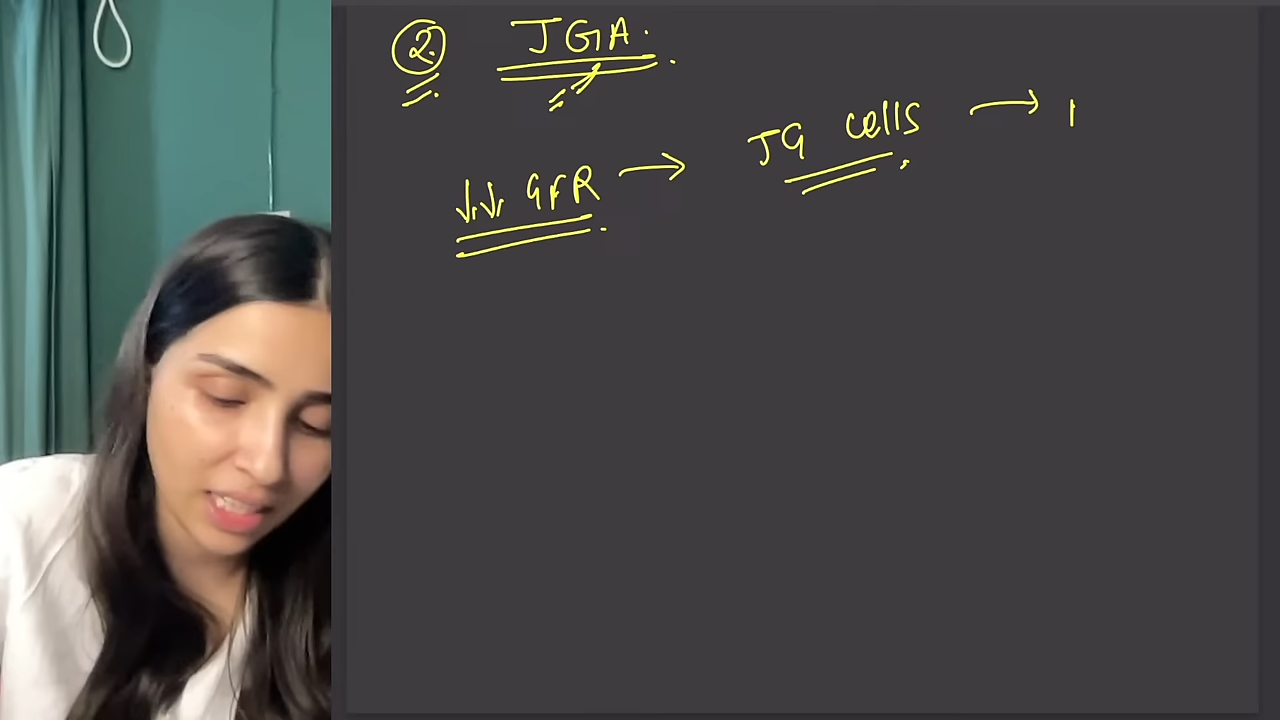 2. JGA.
↓↓ GFR → JG cells →